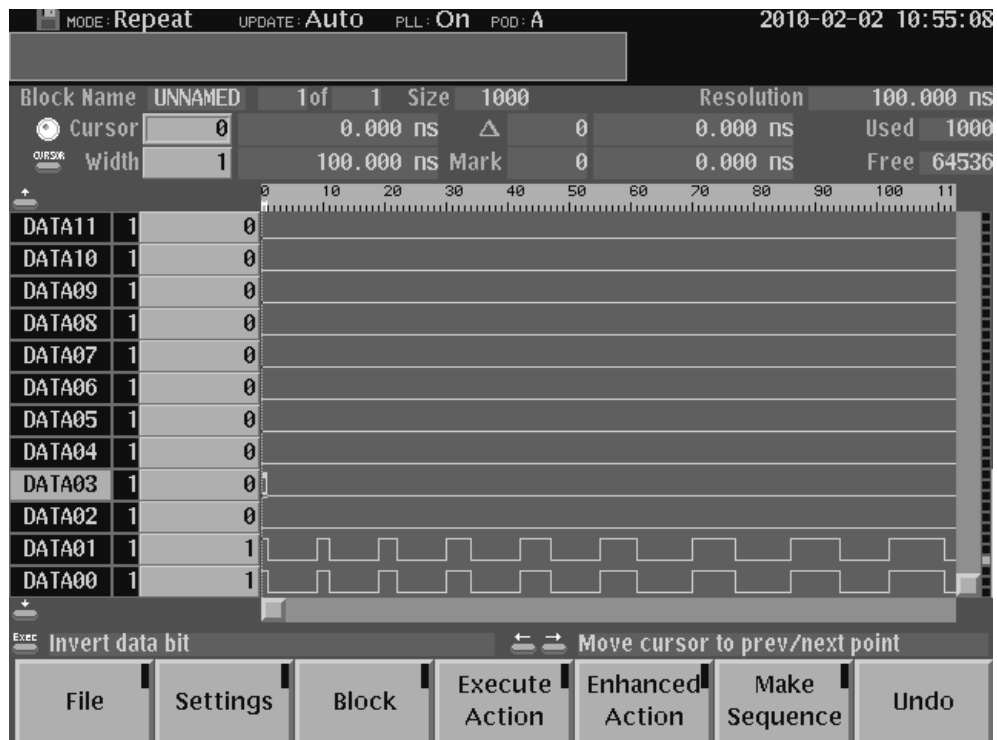 MODE: Repeat UPDATE: Auto PLL: On POD: A 2010-02-02 10:55:08
Block Name UNNAMED 1of 1 Size 1000 Resolution 100.000 ns
Cursor 0 0.000 ns Δ 0 0.000 ns Used 1000
CURSOR Width 1 100.000 ns Mark 0 0.000 ns Free 64536
0 10 20 30 40 50 60 70 80 90 100 11
DATA11 1 0
DATA10 1 0
DATA09 1 0
DATA08 1 0
DATA07 1 0
DATA06 1 0
DATA05 1 0
DATA04 1 0
DATA03 1 0
DATA02 1 0
DATA01 1 1
DATA00 1 1
Exec Invert data bit ← → Move cursor to prev/next point
File Settings Block Execute Action Enhanced Action Make Sequence Undo